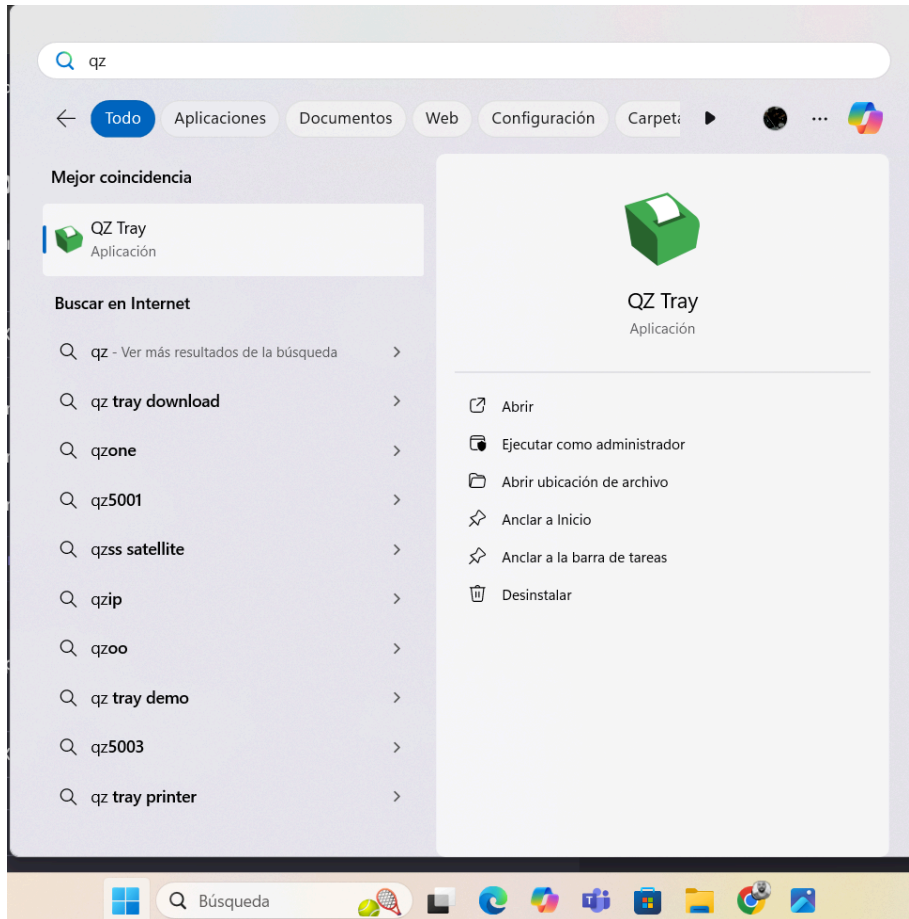 qz
Todo Aplicaciones Documentos Web Configuración Carpeta
Mejor coincidencia
QZ Tray
Aplicación
Buscar en Internet
qz - Ver más resultados de la búsqueda
qz tray download
qzone
qz5001
qzss satellite
qzip
qzoo
qz tray demo
qz5003
qz tray printer
QZ Tray
Aplicación
Abrir
Ejecutar como administrador
Abrir ubicación de archivo
Anclar a Inicio
Anclar a la barra de tareas
Desinstalar
Búsqueda